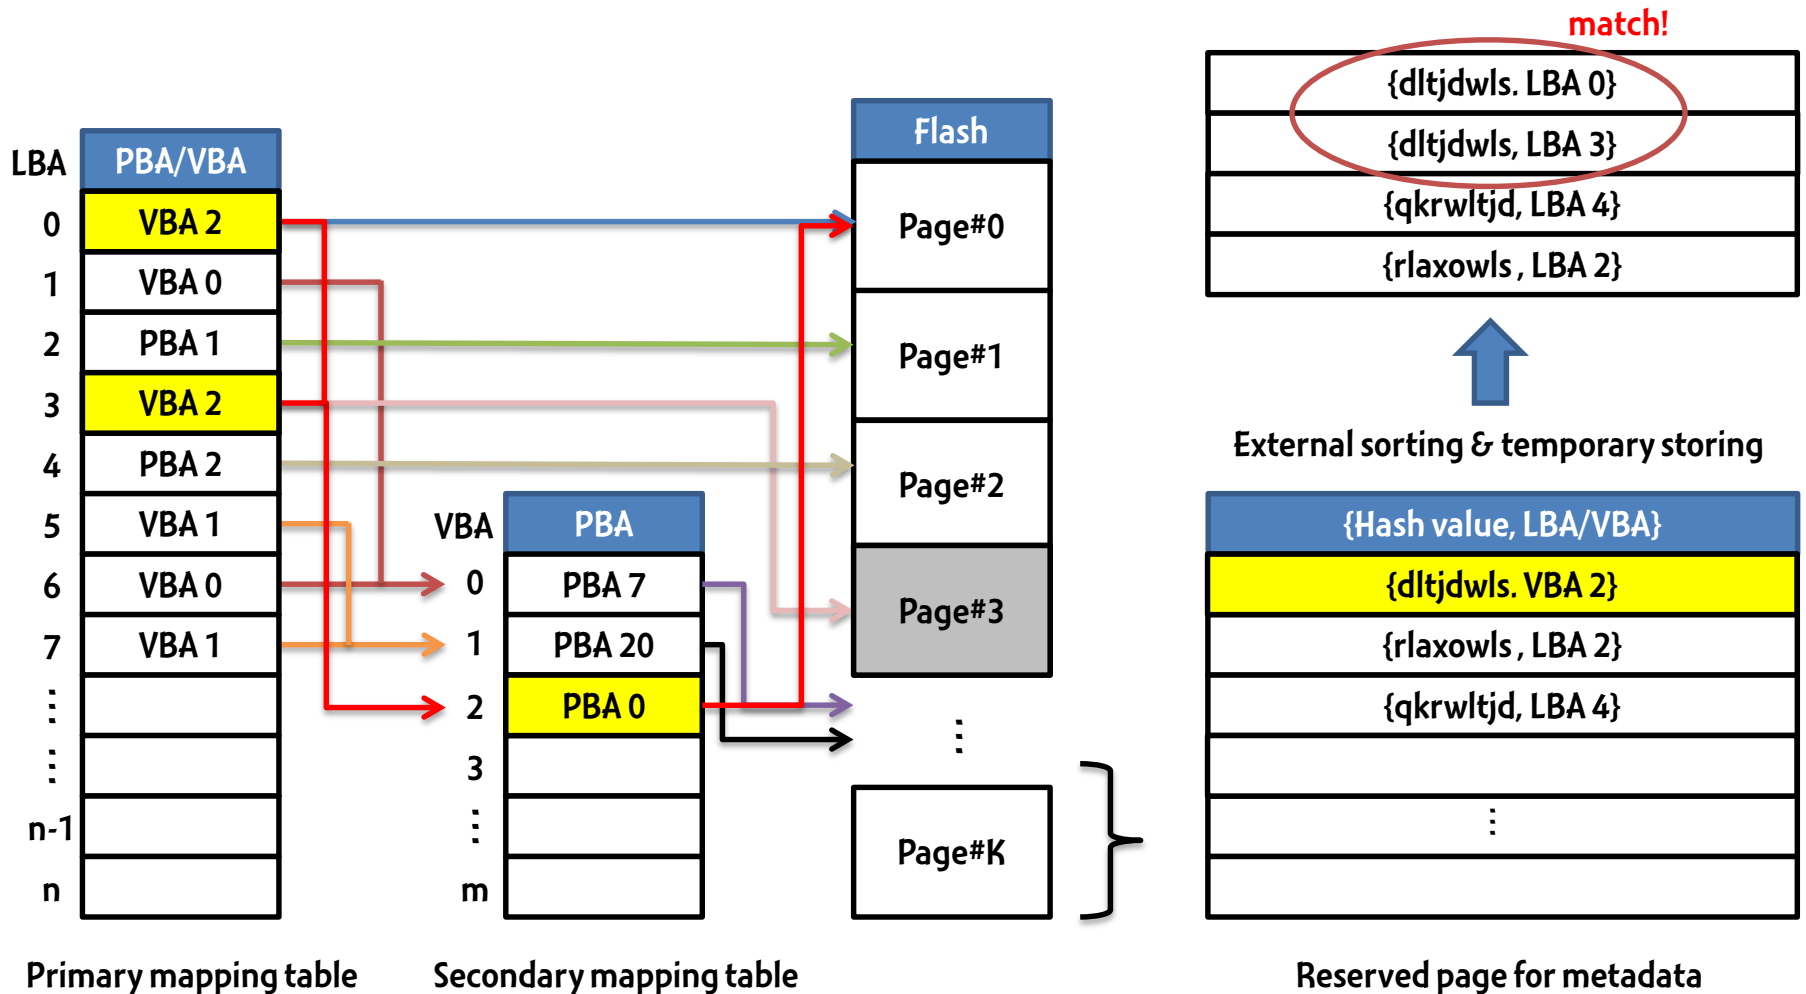 match!
{dltjdwls. LBA 0}
{dltjdwls, LBA 3}
{qkrwltjd, LBA 4}
{rlaxowls , LBA 2}
External sorting & temporary storing
LBA PBA/VBA
0 VBA 2
1 VBA 0
2 PBA 1
3 VBA 2
4 PBA 2
5 VBA 1
6 VBA 0
7 VBA 1
⋮
⋮
n-1
n
Primary mapping table
VBA PBA
0 PBA 7
1 PBA 20
2 PBA 0
3
⋮
m
Secondary mapping table
Flash
Page#0
Page#1
Page#2
Page#3
⋮
Page#K
{Hash value, LBA/VBA}
{dltjdwls. VBA 2}
{rlaxowls , LBA 2}
{qkrwltjd, LBA 4}
⋮
Reserved page for metadata